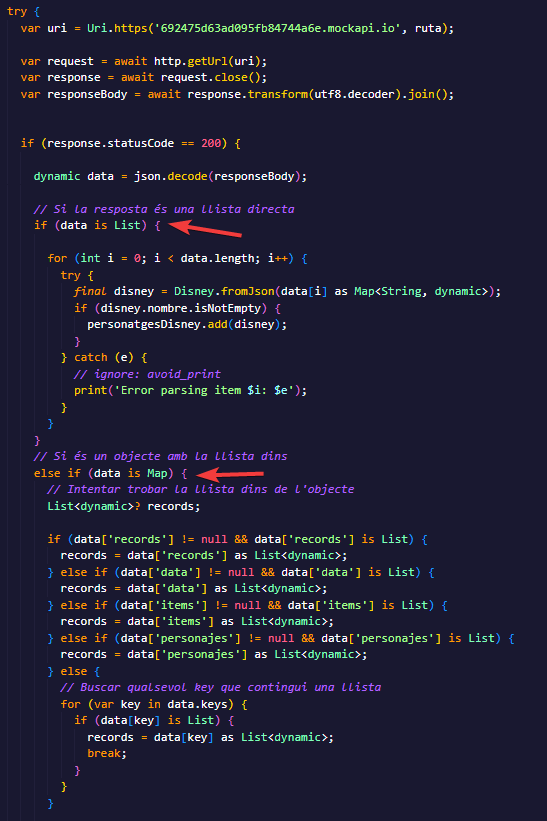 try {
var uri = Uri.https('692475d63ad095fb84744a6e.mockapi.io', ruta);
var request = await http.getUrl(uri);
var response = await request.close();
var responseBody = await response.transform(utf8.decoder).join();
if (response.statusCode == 200) {
dynamic data = json.decode(responseBody);
// Si la resposta és una llista directa
if (data is List) {
for (int i = 0; i < data.length; i++) {
try {
final disney = Disney.fromJson(data[i] as Map<String, dynamic>);
if (disney.nombre.isNotEmpty) {
personatgesDisney.add(disney);
}
} catch (e) {
// ignore: avoid_print
print('Error parsing item $i: $e');
}
}
}
// Si és un objecte amb la llista dins
else if (data is Map) {
// Intentar trobar la llista dins de l'objecte
List<dynamic>? records;
if (data['records'] != null && data['records'] is List) {
records = data['records'] as List<dynamic>;
} else if (data['data'] != null && data['data'] is List) {
records = data['data'] as List<dynamic>;
} else if (data['items'] != null && data['items'] is List) {
records = data['items'] as List<dynamic>;
} else if (data['personajes'] != null && data['personajes'] is List) {
records = data['personajes'] as List<dynamic>;
} else {
// Buscar qualsevol key que contingui una llista
for (var key in data.keys) {
if (data[key] is List) {
records = data[key] as List<dynamic>;
break;
}
}
}